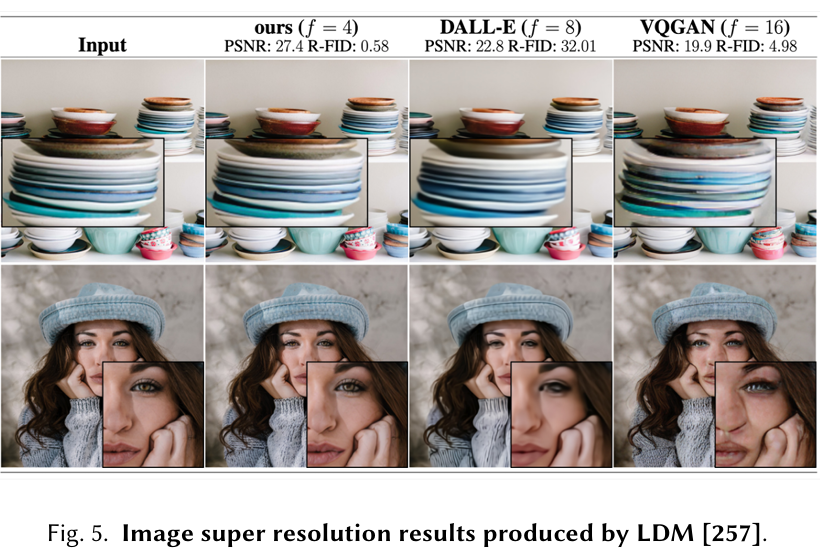 Input
ours (f = 4)
PSNR: 27.4 R-FID: 0.58
DALL-E (f = 8)
PSNR: 22.8 R-FID: 32.01
VQGAN (f = 16)
PSNR: 19.9 R-FID: 4.98
Fig. 5. Image super resolution results produced by LDM [257].